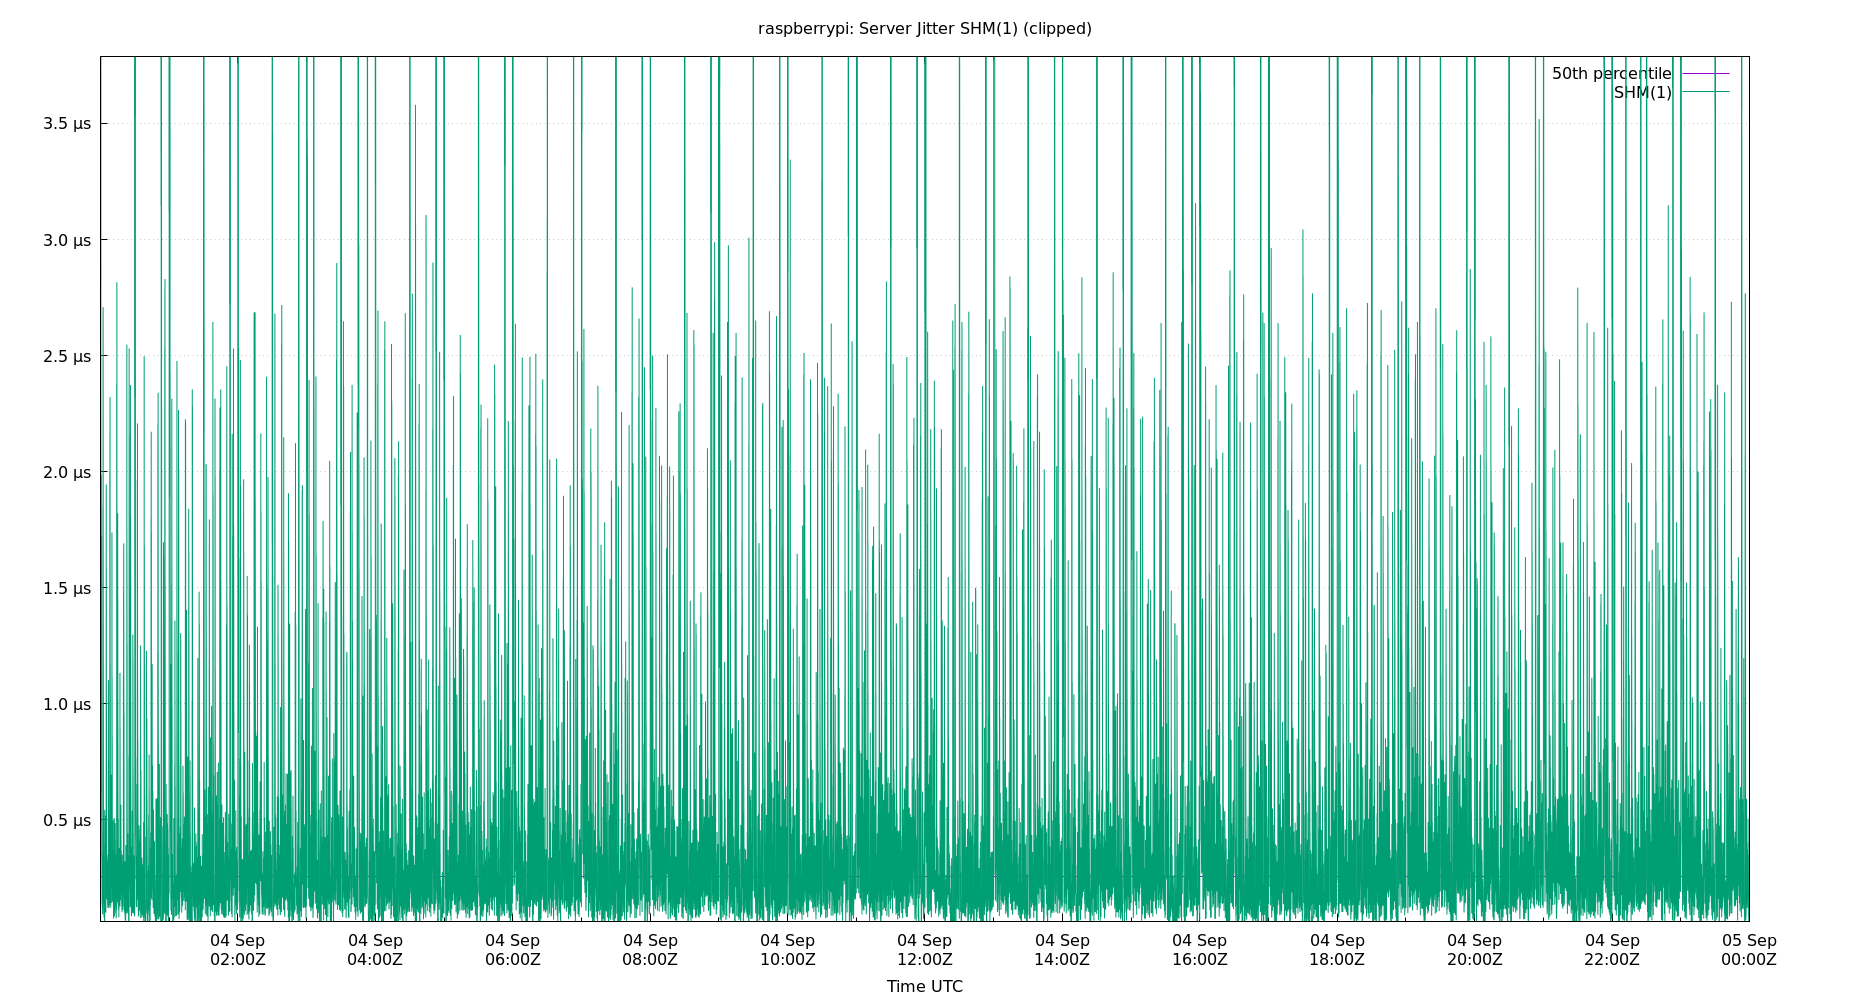 raspberrypi: Server Jitter SHM(1) (clipped)
50th percentile
SHM(1)
3.5 µs
3.0 µs
2.5 µs
2.0 µs
1.5 µs
1.0 µs
0.5 µs
04 Sep 04 Sep 04 Sep 04 Sep 04 Sep 04 Sep 04 Sep 04 Sep 04 Sep 04 Sep 04 Sep 05 Sep
02:00Z 04:00Z 06:00Z 08:00Z 10:00Z 12:00Z 14:00Z 16:00Z 18:00Z 20:00Z 22:00Z 00:00Z
Time UTC